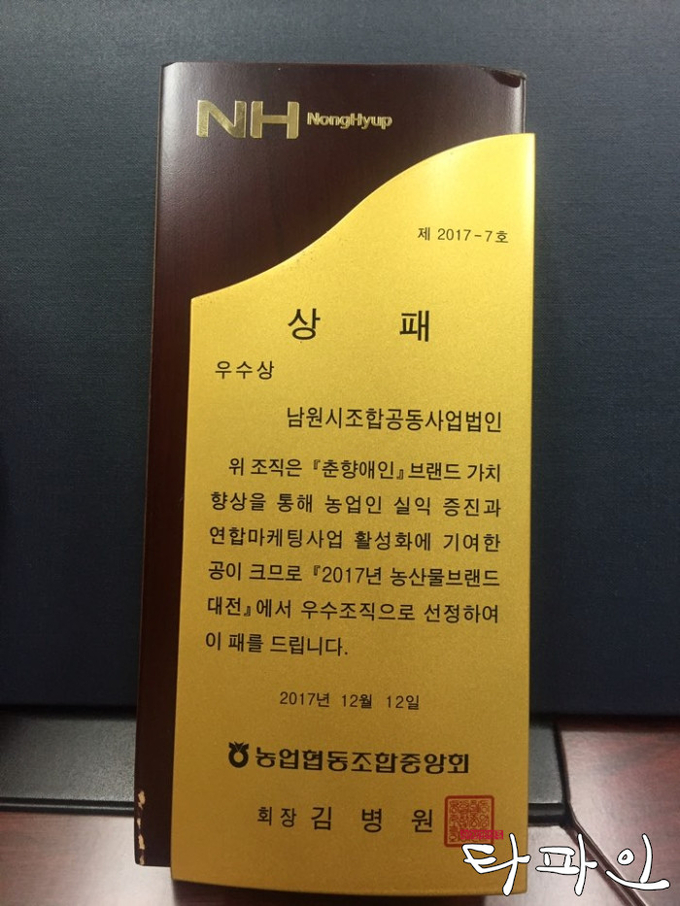 NH NongHyup
제 2017-7호
상 패
우수상
남원시조합공동사업법인
위 조직은 『춘향애인』브랜드 가치
향상을 통해 농업인 실익 증진과
연합마케팅사업 활성화에 기여한
공이 크므로 『2017년 농산물브랜드
대전』에서 우수조직으로 선정하여
이 패를 드립니다.
2017년 12월 12일
농업협동조합중앙회
회장 김 병 원
타파인